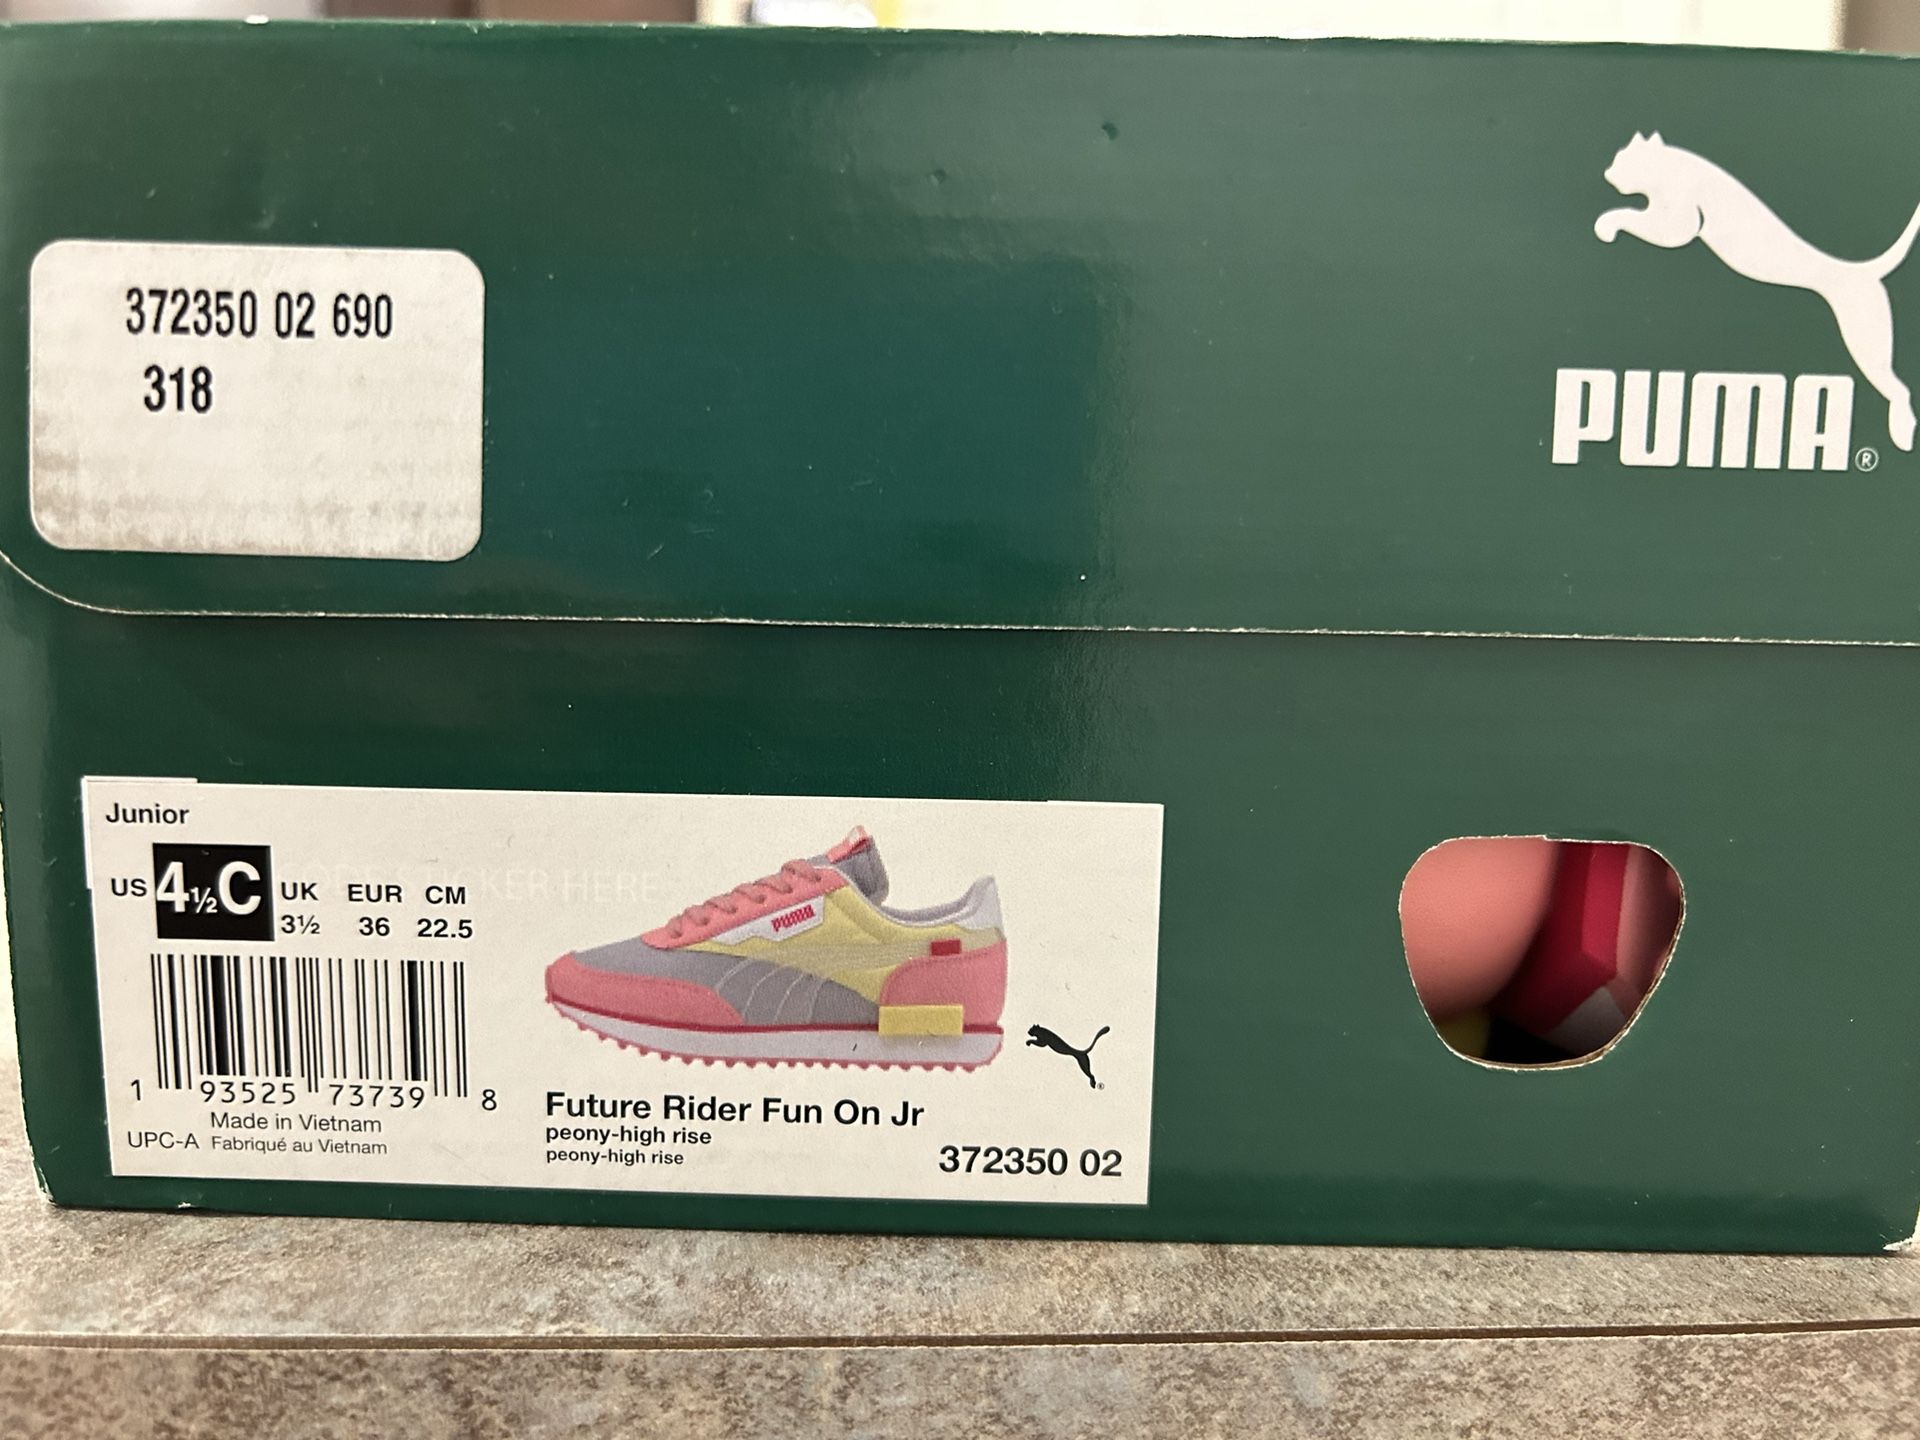 372350 02 690
318
PUMA®
Junior
US 4½C UK EUR CM
3½ 36 22.5
STICKER HERE
PUMA
1 93525 73739 8
Made in Vietnam
UPC-A Fabriqué au Vietnam
Future Rider Fun On Jr
peony-high rise
peony-high rise
372350 02